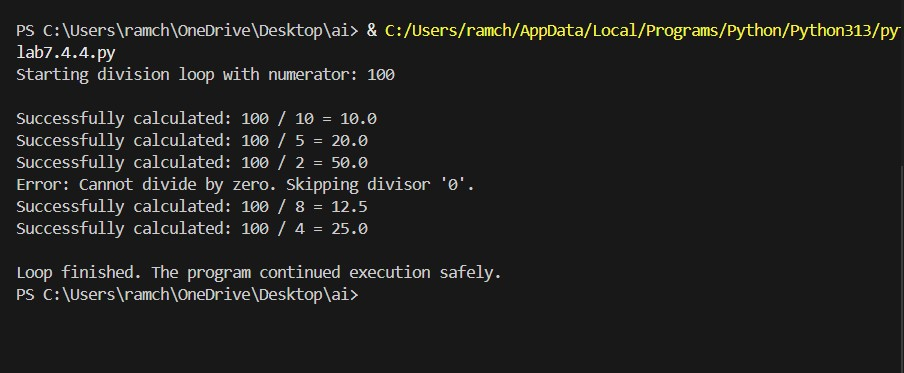 PS C:\Users\ramch\OneDrive\Desktop\ai> & C:/Users/ramch/AppData/Local/Programs/Python/Python313/py
lab7.4.4.py
Starting division loop with numerator: 100
Successfully calculated: 100 / 10 = 10.0
Successfully calculated: 100 / 5 = 20.0
Successfully calculated: 100 / 2 = 50.0
Error: Cannot divide by zero. Skipping divisor '0'.
Successfully calculated: 100 / 8 = 12.5
Successfully calculated: 100 / 4 = 25.0
Loop finished. The program continued execution safely.
PS C:\Users\ramch\OneDrive\Desktop\ai>